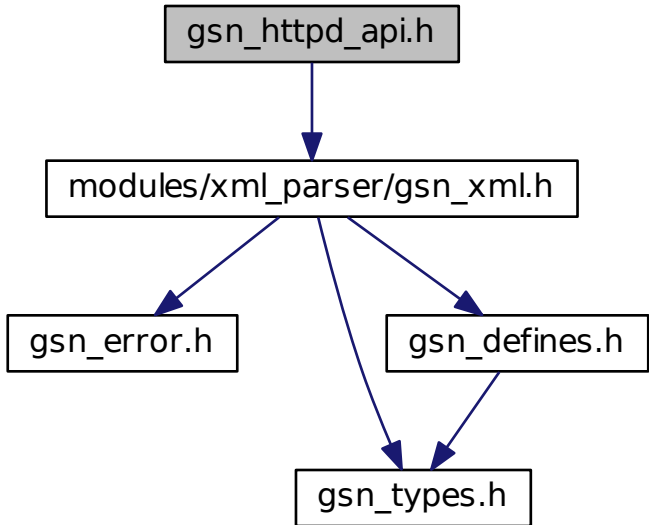 gsn_httpd_api.h
modules/xml_parser/gsn_xml.h
gsn_error.h
gsn_defines.h
gsn_types.h